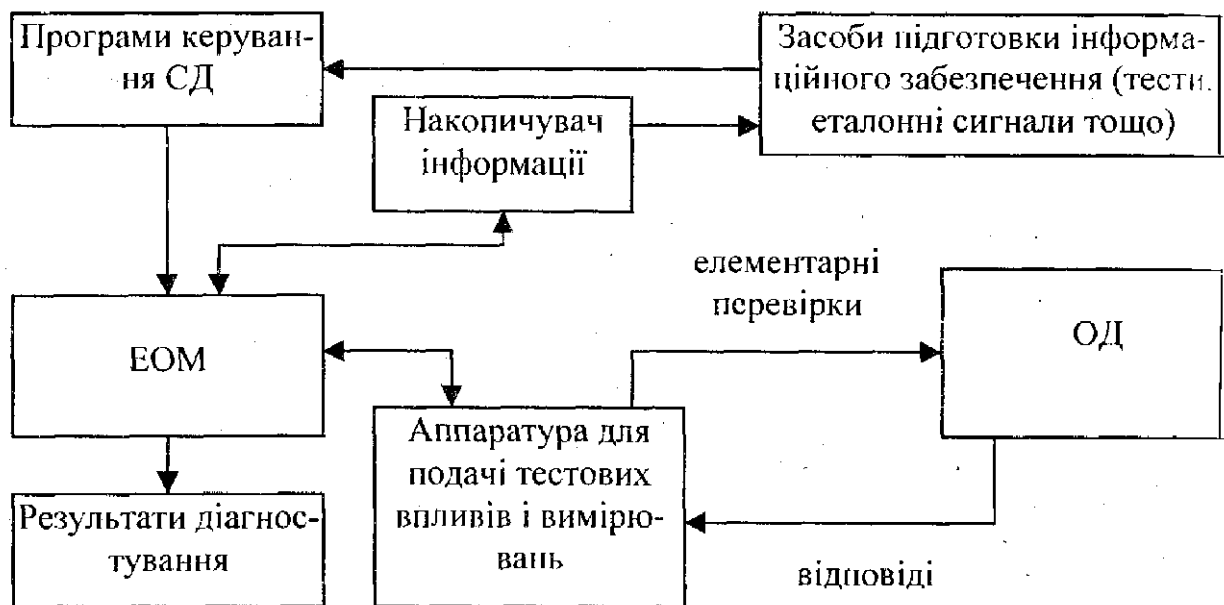 Програми керуван-
ня СД
Засоби підготовки інформа-
ційного забезпечення (тести.
еталонні сигнали тощо)
Накопичувач
інформації
елементарні
перевірки
ЕОМ
ОД
Аппаратура для
подачі тестових
впливів і вимірю-
вань
Результати діагнос-
тування
відповіді